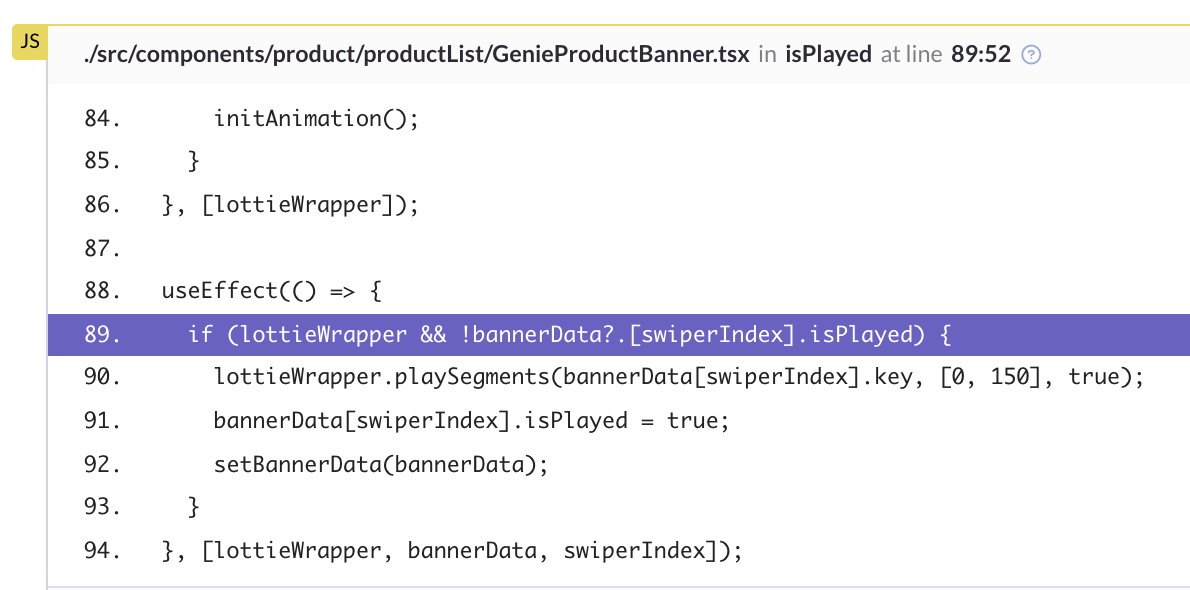 JS
./src/components/product/productList/GenieProductBanner.tsx in isPlayed at line 89:52 ?
84. initAnimation();
85. }
86. }, [lottieWrapper]);
87.
88. useEffect(() => {
89. if (lottieWrapper && !bannerData?.[swiperIndex].isPlayed) {
90. lottieWrapper.playSegments(bannerData[swiperIndex].key, [0, 150], true);
91. bannerData[swiperIndex].isPlayed = true;
92. setBannerData(bannerData);
93. }
94. }, [lottieWrapper, bannerData, swiperIndex]);